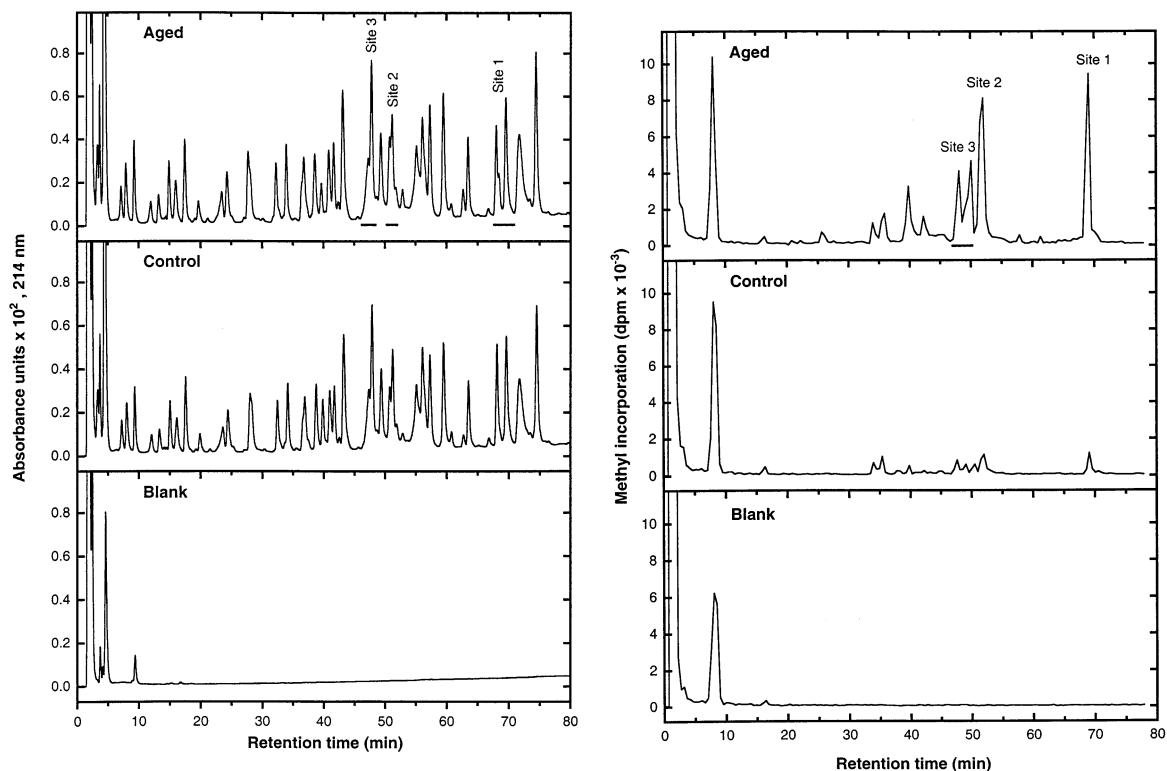 Absorbance units x 10², 214 nm
Aged
Site 3
Site 2
Site 1
0.8
0.6
0.4
0.2
0.0
Control
0.8
0.6
0.4
0.2
0.0
Blank
0.8
0.6
0.4
0.2
0.0
0 10 20 30 40 50 60 70 80
Retention time (min)
Methyl incorporation (dpm x 10⁻³)
Aged
Site 3
Site 2
Site 1
10
8
6
4
2
0
Control
10
8
6
4
2
0
Blank
10
8
6
4
2
0
0 10 20 30 40 50 60 70 80
Retention time (min)